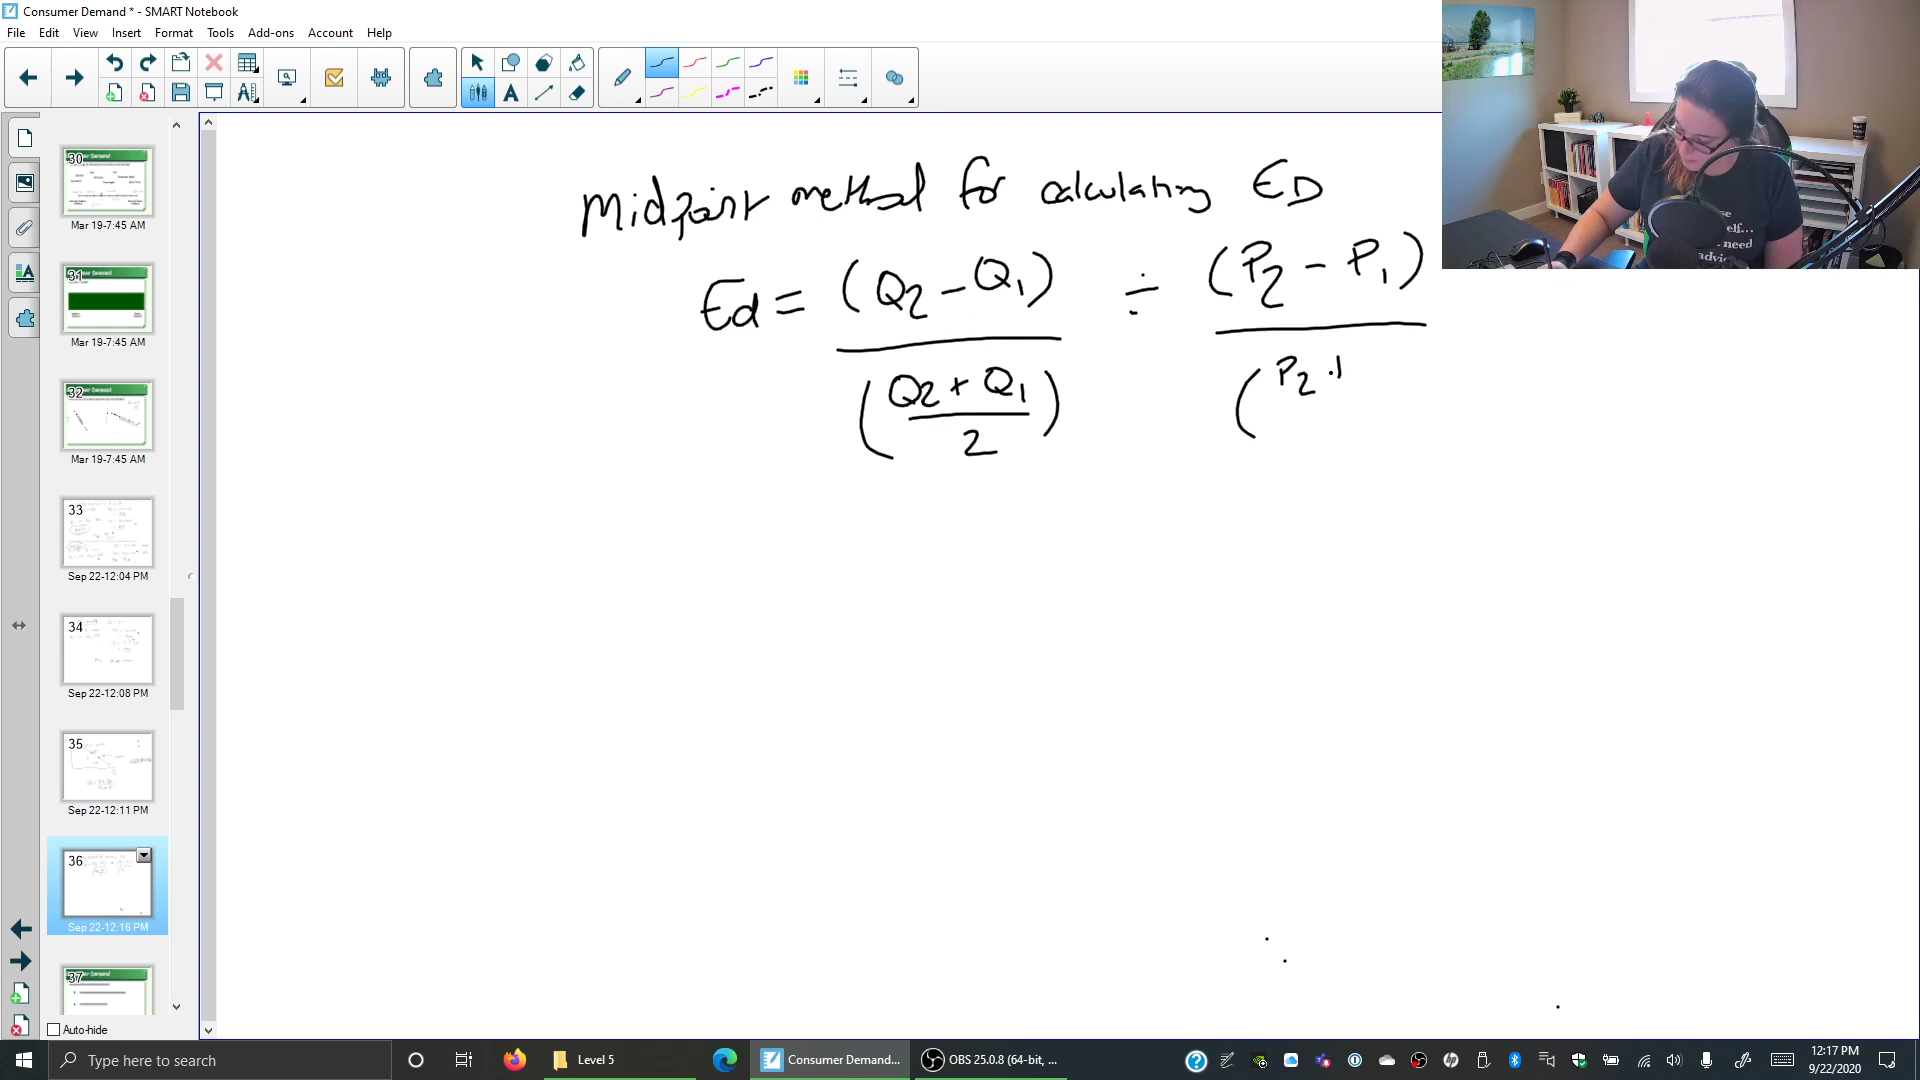 Consumer Demand * - SMART Notebook
File Edit View Insert Format Tools Add-ons Account Help
Midpoint method for calculating ED
Ed = (Q2 - Q1) ÷ (P2 - P1)
(Q2 + Q1 (P2
2 )
30
Mar 19-7:45 AM
31
Mar 19-7:45 AM
32
Mar 19-7:45 AM
33
Sep 22-12:04 PM
34
Sep 22-12:08 PM
35
Sep 22-12:11 PM
36
Sep 22-12:16 PM
37
Auto-hide
Type here to search
Level 5
Consumer Demand...
OBS 25.0.8 (64-bit, ...
12:17 PM
9/22/2020